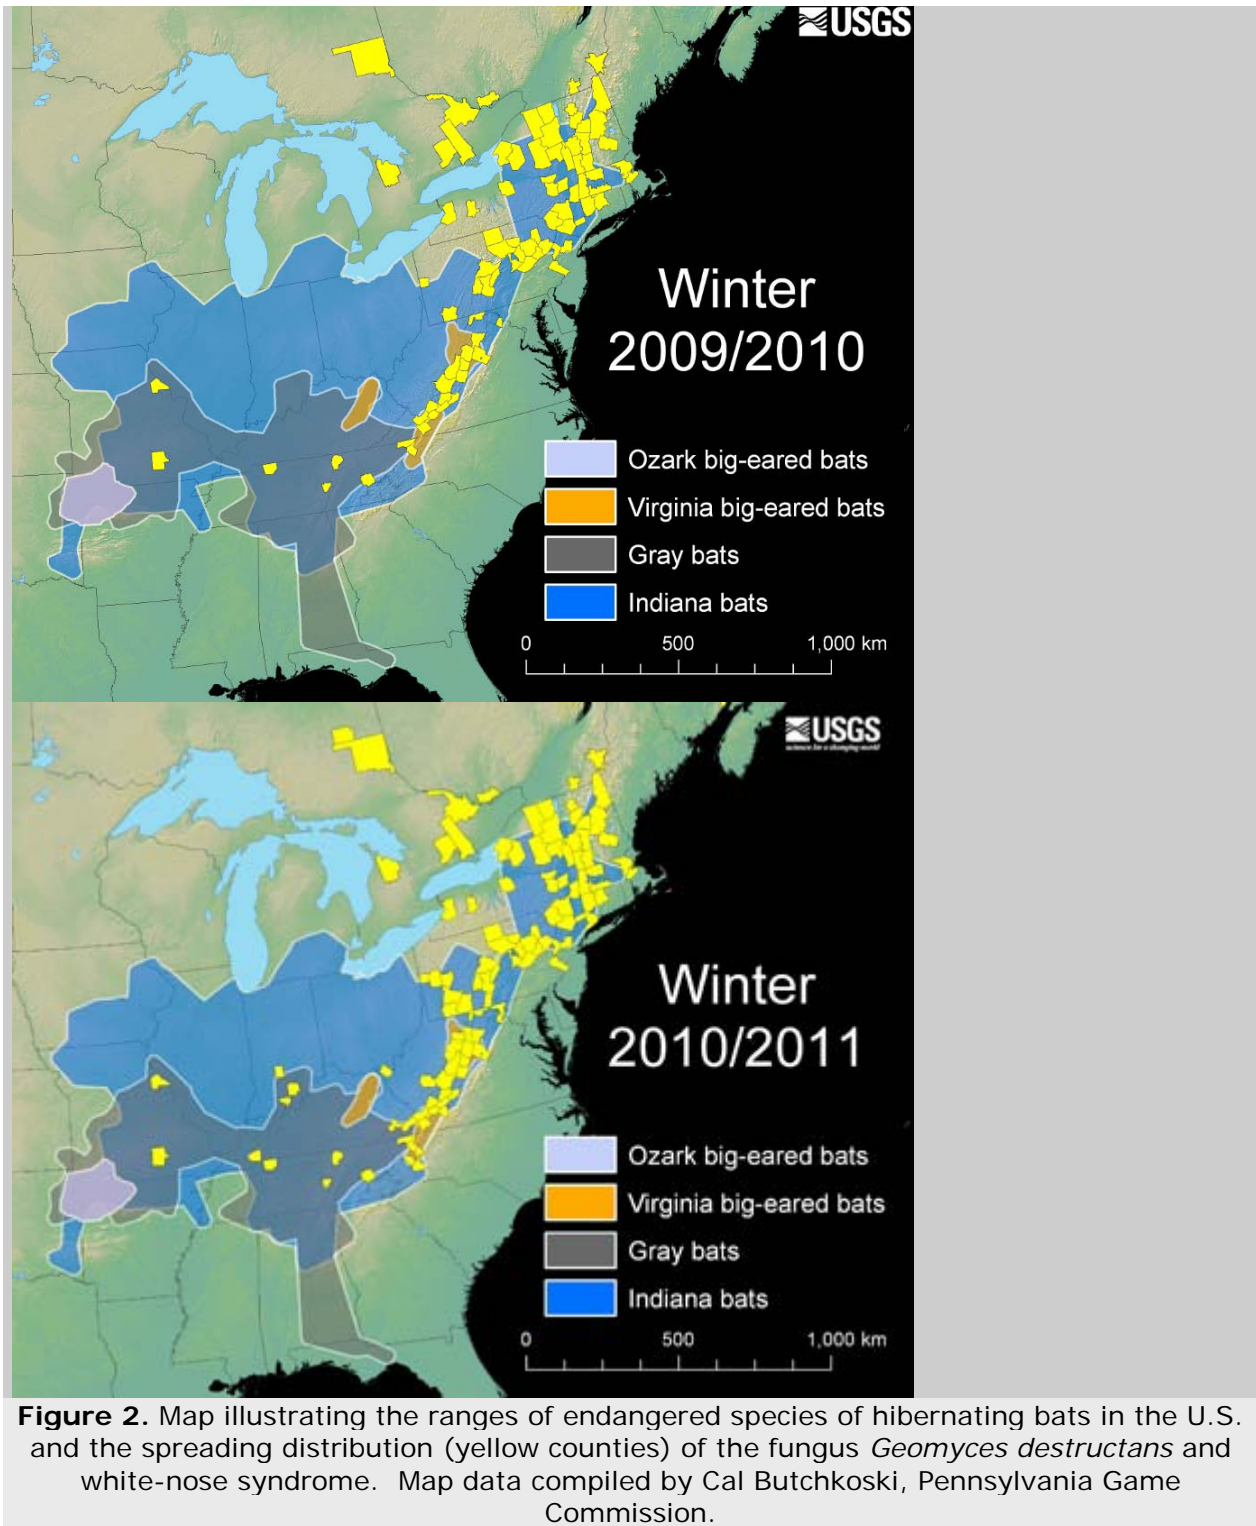 USGS
Winter
2009/2010
Ozark big-eared bats
Virginia big-eared bats
Gray bats
Indiana bats
0 500 1,000 km
USGS
science for a changing world
Winter
2010/2011
Ozark big-eared bats
Virginia big-eared bats
Gray bats
Indiana bats
0 500 1,000 km
Figure 2. Map illustrating the ranges of endangered species of hibernating bats in the U.S.
and the spreading distribution (yellow counties) of the fungus Geomyces destructans and
white-nose syndrome. Map data compiled by Cal Butchkoski, Pennsylvania Game
Commission.